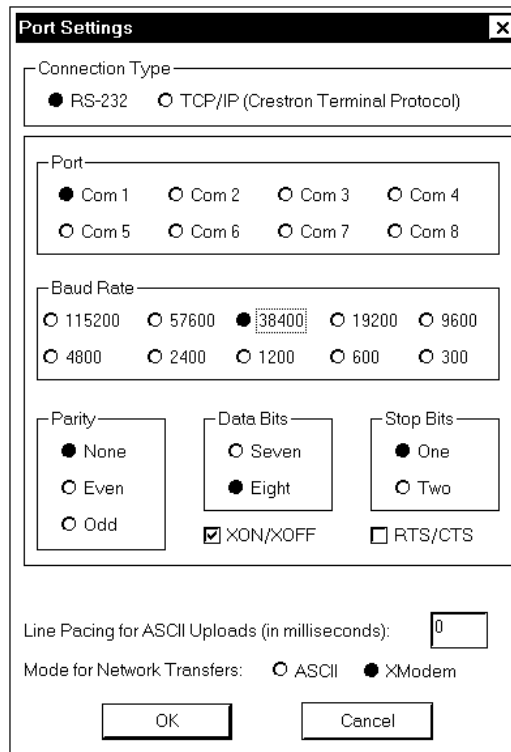 Port Settings
Connection Type
RS-232 TCP/IP (Crestron Terminal Protocol)
Port
Com 1 Com 2 Com 3 Com 4
Com 5 Com 6 Com 7 Com 8
Baud Rate
115200 57600 38400 19200 9600
4800 2400 1200 600 300
Parity Data Bits Stop Bits
None Seven One
Even Eight Two
Odd XON/XOFF RTS/CTS
Line Pacing for ASCII Uploads (in milliseconds): 0
Mode for Network Transfers: ASCII XModem
OK Cancel